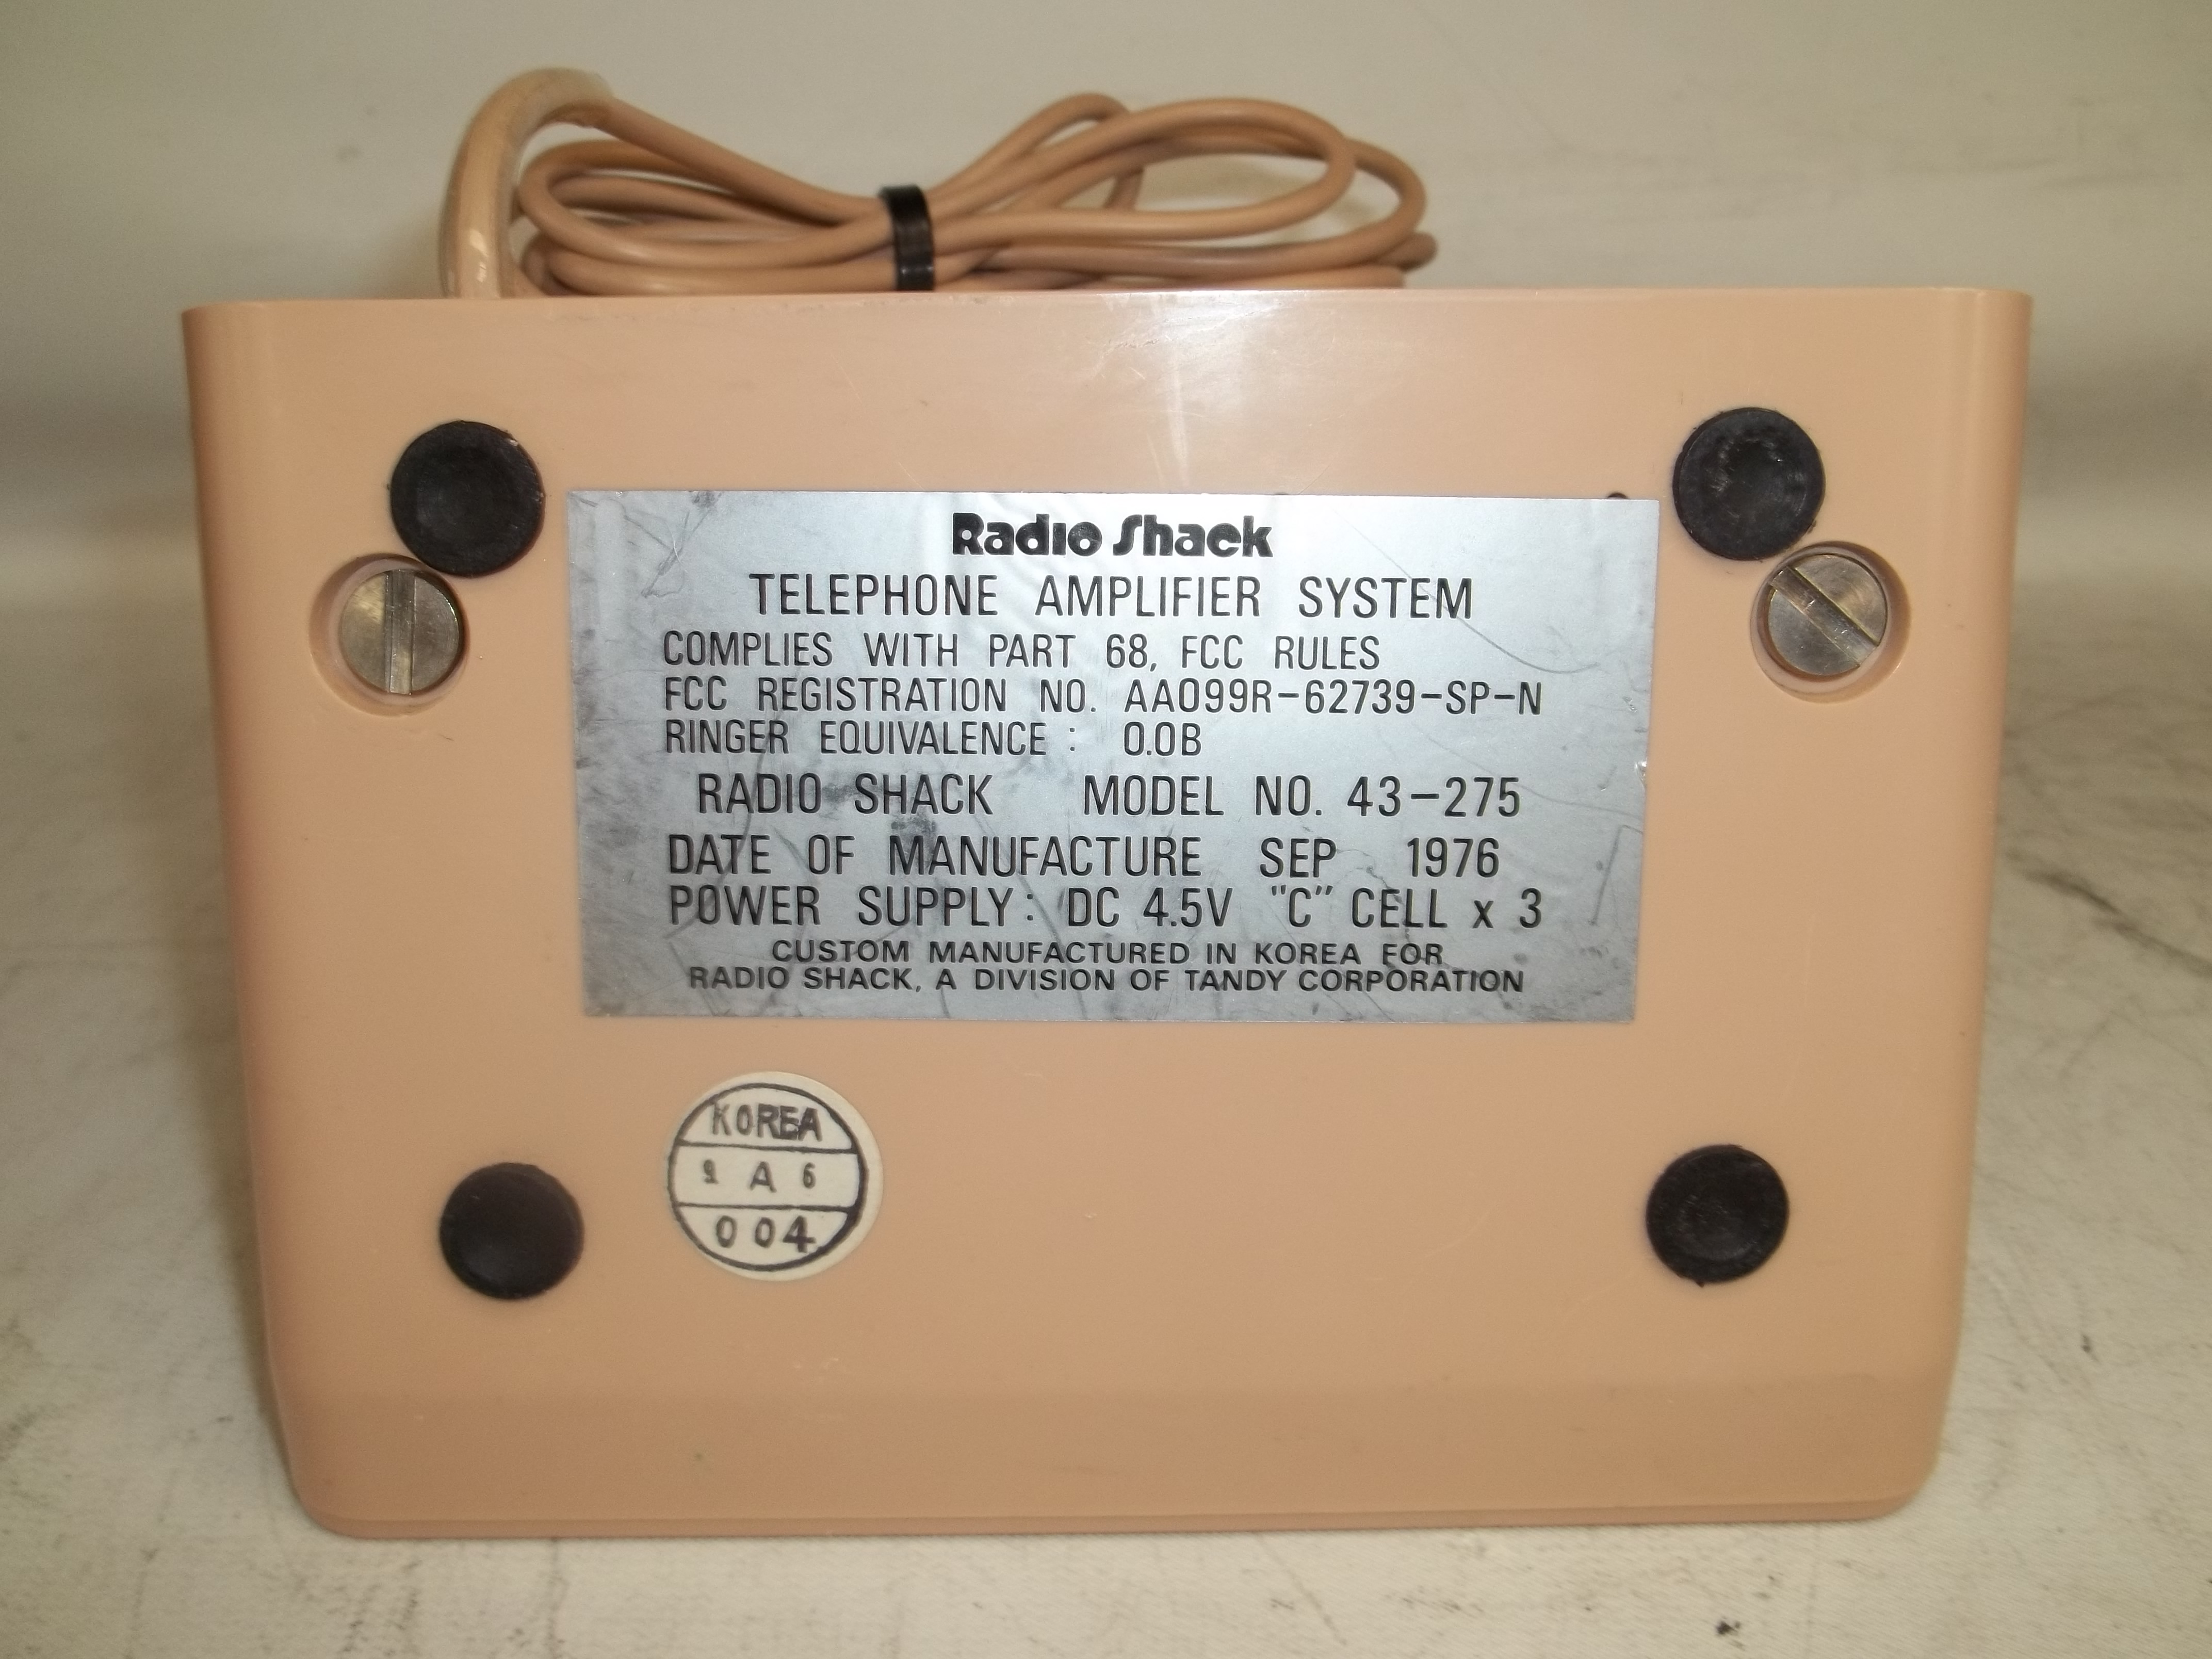 Radio Shack
TELEPHONE AMPLIFIER SYSTEM
COMPLIES WITH PART 68, FCC RULES
FCC REGISTRATION NO. AA099R-62739-SP-N
RINGER EQUIVALENCE : 0.0B
RADIO SHACK MODEL NO. 43-275
DATE OF MANUFACTURE SEP 1976
POWER SUPPLY: DC 4.5V "C" CELL x 3
CUSTOM MANUFACTURED IN KOREA FOR
RADIO SHACK, A DIVISION OF TANDY CORPORATION
KOREA
9 A 6
004